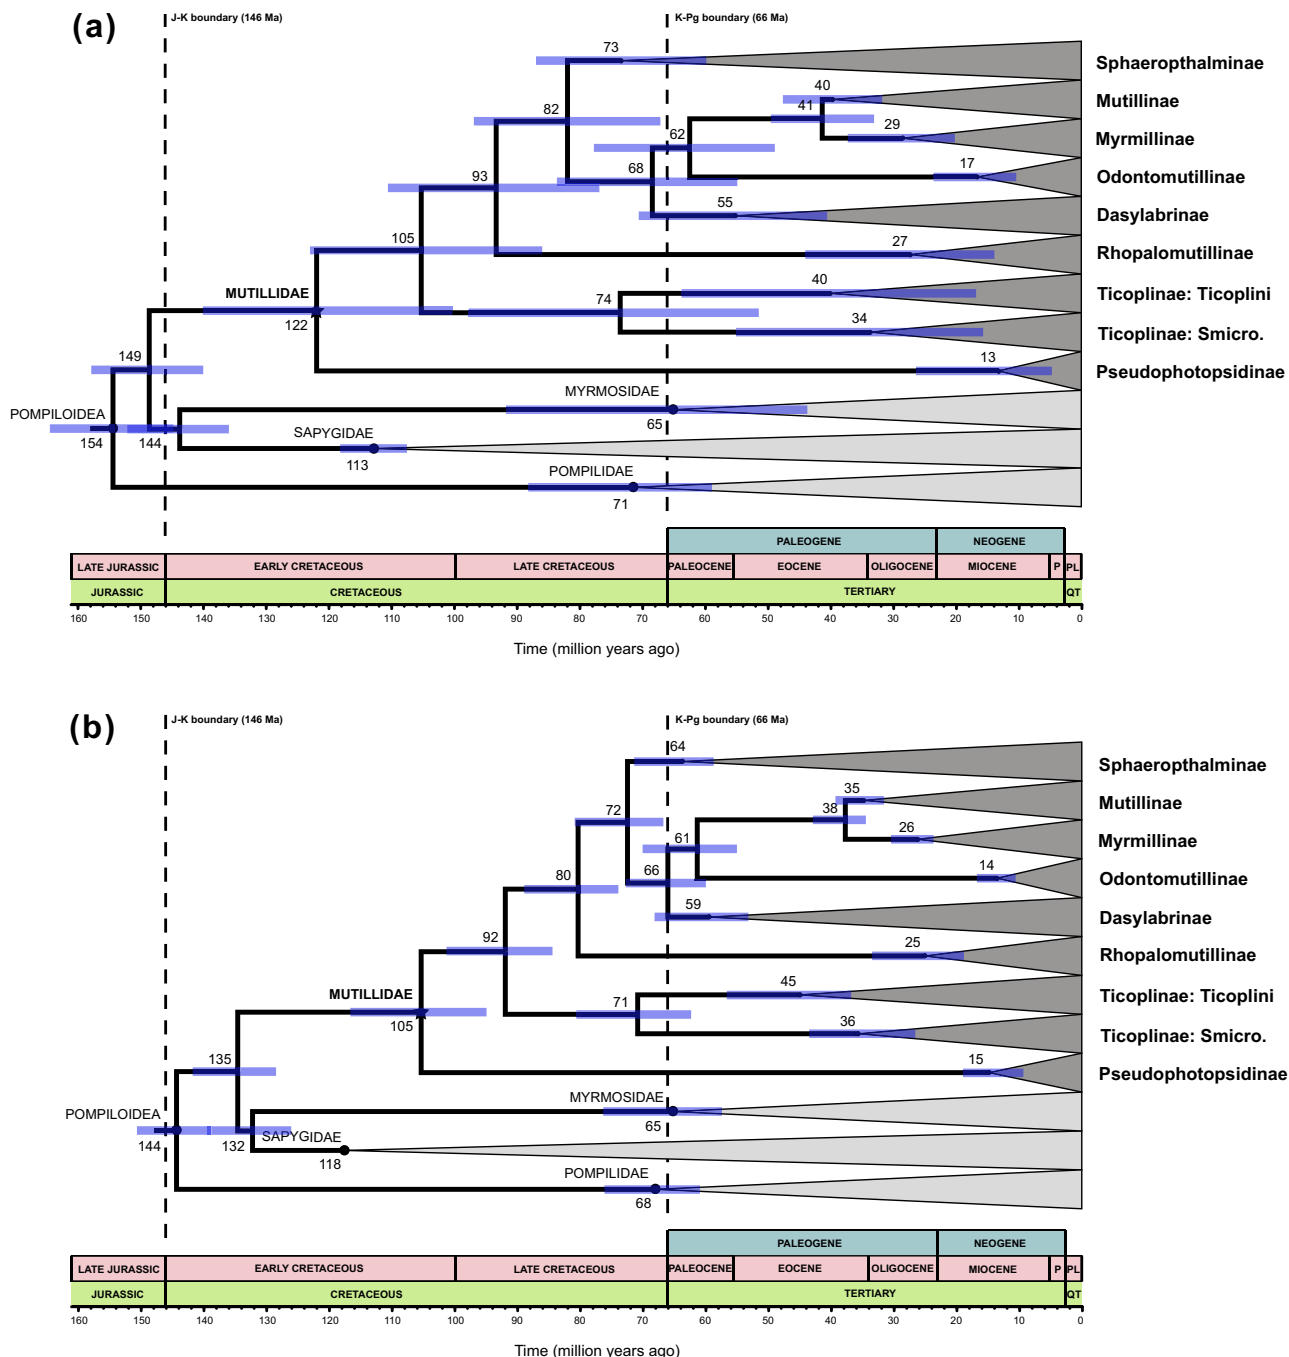 (a)
J-K boundary (146 Ma)
K-Pg boundary (66 Ma)
73
Sphaeropthalminae
40
Mutillinae
41
82
29
62
Myrmillinae
17
68
93
Odontomutillinae
55
Dasylabrinae
105
27
Rhopalomutillinae
MUTILLIDAE
40
Ticoplinae: Ticoplini
74
122
34
Ticoplinae: Smicro.
149
13
Pseudophotopsidinae
MYRMOSIDAE
POMPILOIDEA
65
SAPYGIDAE
154
144
113
POMPILIDAE
71
PALEOGENE
NEOGENE
LATE JURASSIC
EARLY CRETACEOUS
LATE CRETACEOUS
PALEOCENE
EOCENE
OLIGOCENE
MIOCENE
P
PL
JURASSIC
CRETACEOUS
TERTIARY
QT
160 150 140 130 120 110 100 90 80 70 60 50 40 30 20 10 0
Time (million years ago)
(b)
J-K boundary (146 Ma)
K-Pg boundary (66 Ma)
64
Sphaeropthalminae
35
Mutillinae
38
72
26
61
Myrmillinae
14
66
80
Odontomutillinae
59
Dasylabrinae
92
25
Rhopalomutillinae
MUTILLIDAE
45
Ticoplinae: Ticoplini
71
105
36
Ticoplinae: Smicro.
135
15
Pseudophotopsidinae
MYRMOSIDAE
POMPILOIDEA
65
SAPYGIDAE
144
132
118
POMPILIDAE
68
PALEOGENE
NEOGENE
LATE JURASSIC
EARLY CRETACEOUS
LATE CRETACEOUS
PALEOCENE
EOCENE
OLIGOCENE
MIOCENE
P
PL
JURASSIC
CRETACEOUS
TERTIARY
QT
160 150 140 130 120 110 100 90 80 70 60 50 40 30 20 10 0
Time (million years ago)